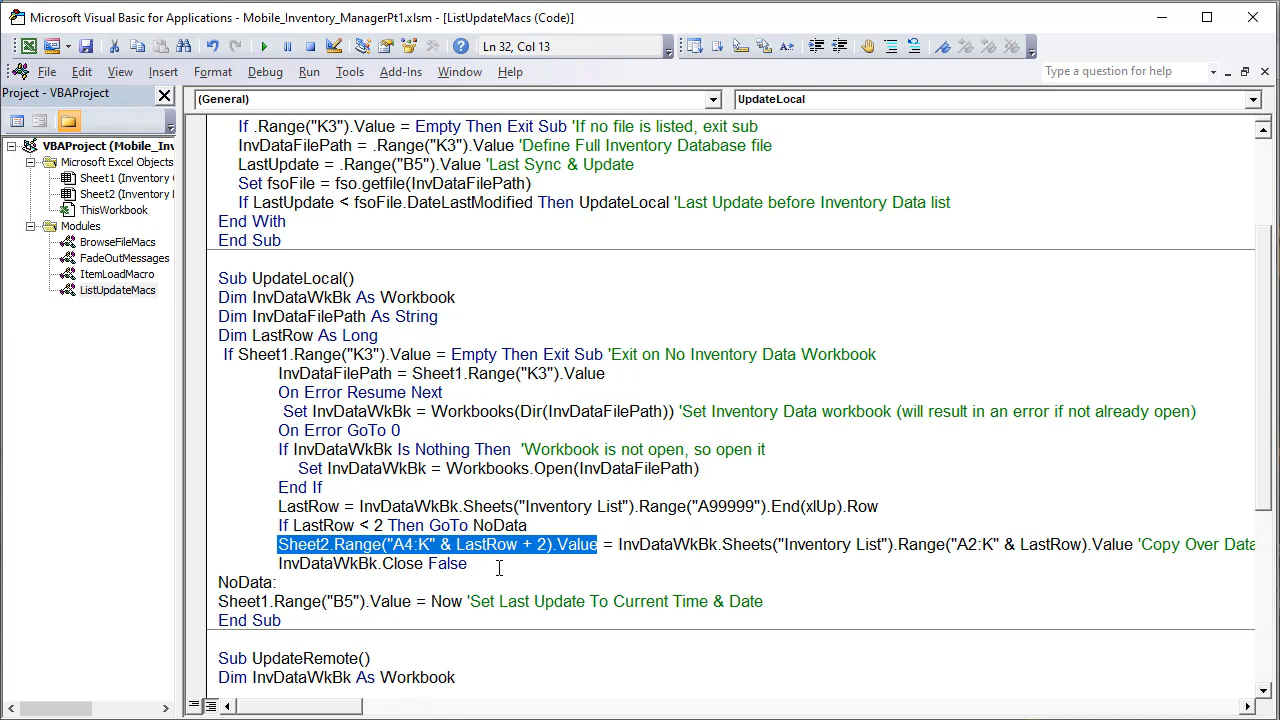 Microsoft Visual Basic for Applications - Mobile_Inventory_ManagerPt1.xlsm - [ListUpdateMacs (Code)]
Ln 32, Col 13
File Edit View Insert Format Debug Run Tools Add-Ins Window Help
Type a question for help
Project - VBAProject
(General)
UpdateLocal
VBAProject (Mobile_Inv
Microsoft Excel Objects
Sheet1 (Inventory
Sheet2 (Inventory
ThisWorkbook
Modules
BrowseFileMacs
FadeOutMessages
ItemLoadMacro
ListUpdateMacs
If .Range("K3").Value = Empty Then Exit Sub 'If no file is listed, exit sub
InvDataFilePath = .Range("K3").Value 'Define Full Inventory Database file
LastUpdate = .Range("B5").Value 'Last Sync & Update
Set fsoFile = fso.getfile(InvDataFilePath)
If LastUpdate < fsoFile.DateLastModified Then UpdateLocal 'Last Update before Inventory Data list
End With
End Sub
Sub UpdateLocal()
Dim InvDataWkBk As Workbook
Dim InvDataFilePath As String
Dim LastRow As Long
If Sheet1.Range("K3").Value = Empty Then Exit Sub 'Exit on No Inventory Data Workbook
InvDataFilePath = Sheet1.Range("K3").Value
On Error Resume Next
Set InvDataWkBk = Workbooks(Dir(InvDataFilePath)) 'Set Inventory Data workbook (will result in an error if not already open)
On Error GoTo 0
If InvDataWkBk Is Nothing Then 'Workbook is not open, so open it
Set InvDataWkBk = Workbooks.Open(InvDataFilePath)
End If
LastRow = InvDataWkBk.Sheets("Inventory List").Range("A99999").End(xlUp).Row
If LastRow < 2 Then GoTo NoData
Sheet2.Range("A4:K" & LastRow + 2).Value = InvDataWkBk.Sheets("Inventory List").Range("A2:K" & LastRow).Value 'Copy Over Data
InvDataWkBk.Close False
NoData:
Sheet1.Range("B5").Value = Now 'Set Last Update To Current Time & Date
End Sub
Sub UpdateRemote()
Dim InvDataWkBk As Workbook